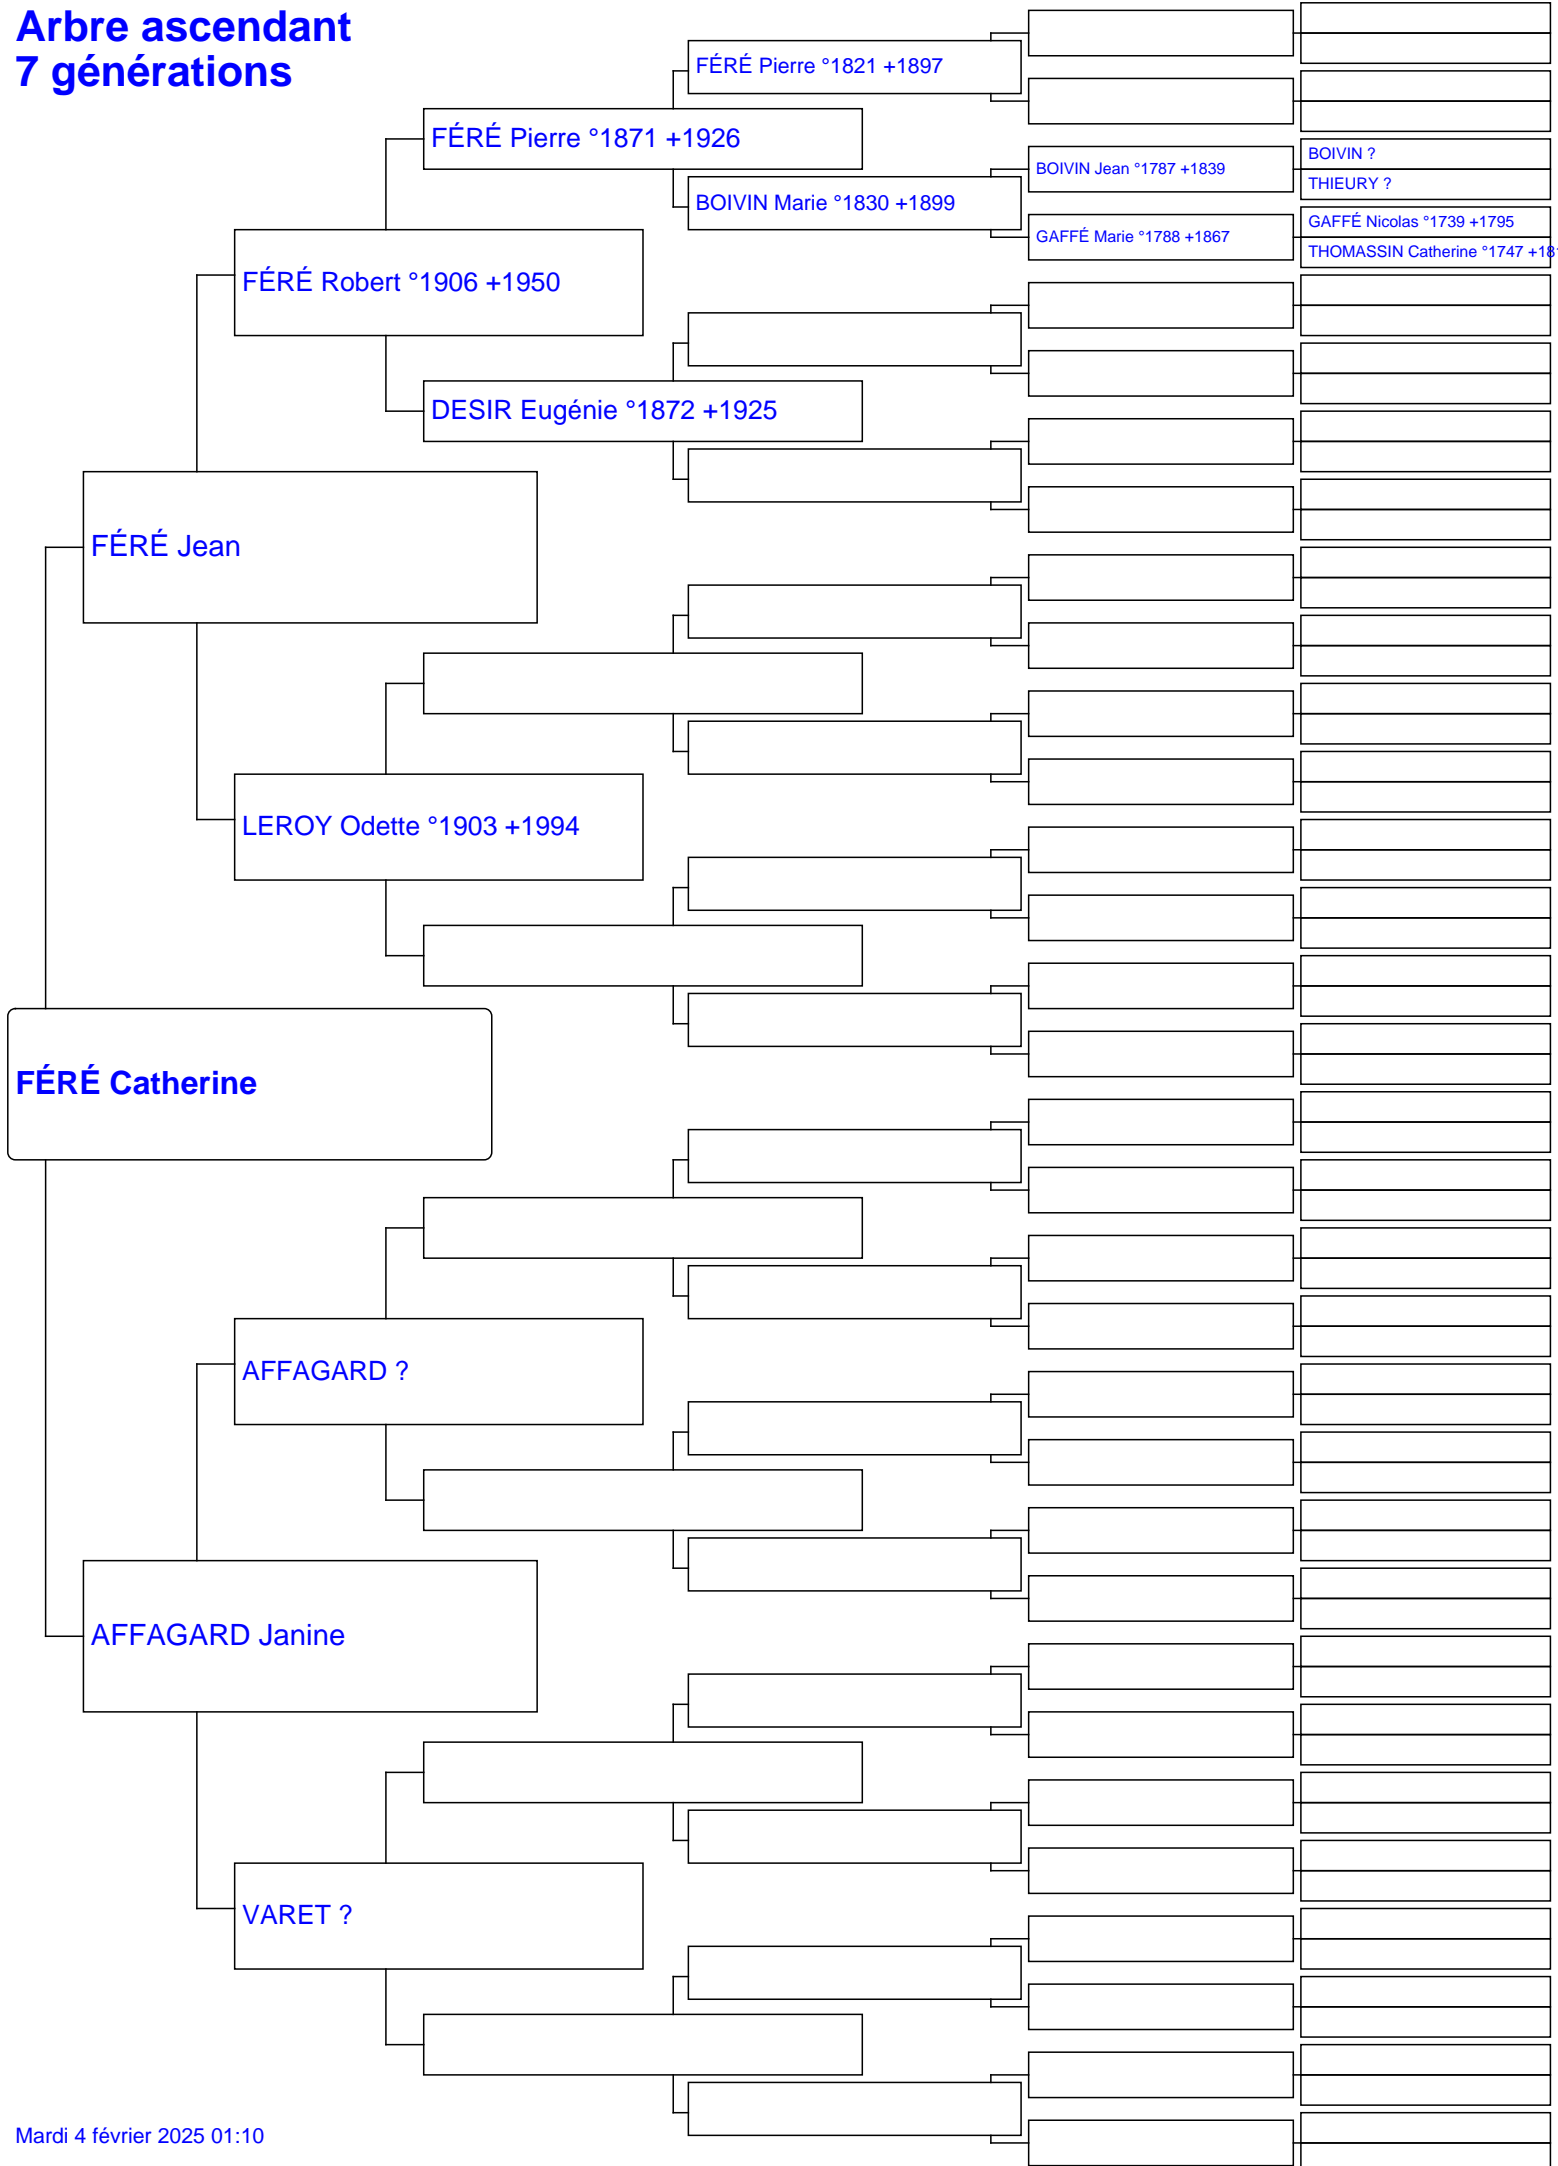 Arbre ascendant
7 générations
FÉRÉ Pierre °1821 +1897
FÉRÉ Pierre °1871 +1926
BOIVIN Jean °1787 +1839
BOIVIN ?
THIEURY ?
BOIVIN Marie °1830 +1899
GAFFÉ Marie °1788 +1867
GAFFÉ Nicolas °1739 +1795
THOMASSIN Catherine °1747
FÉRÉ Robert °1906 +1950
DESIR Eugénie °1872 +1925
FÉRÉ Jean
LEROY Odette °1903 +1994
FÉRÉ Catherine
AFFAGARD ?
AFFAGARD Janine
VARET ?
Mardi 4 février 2025 01:10